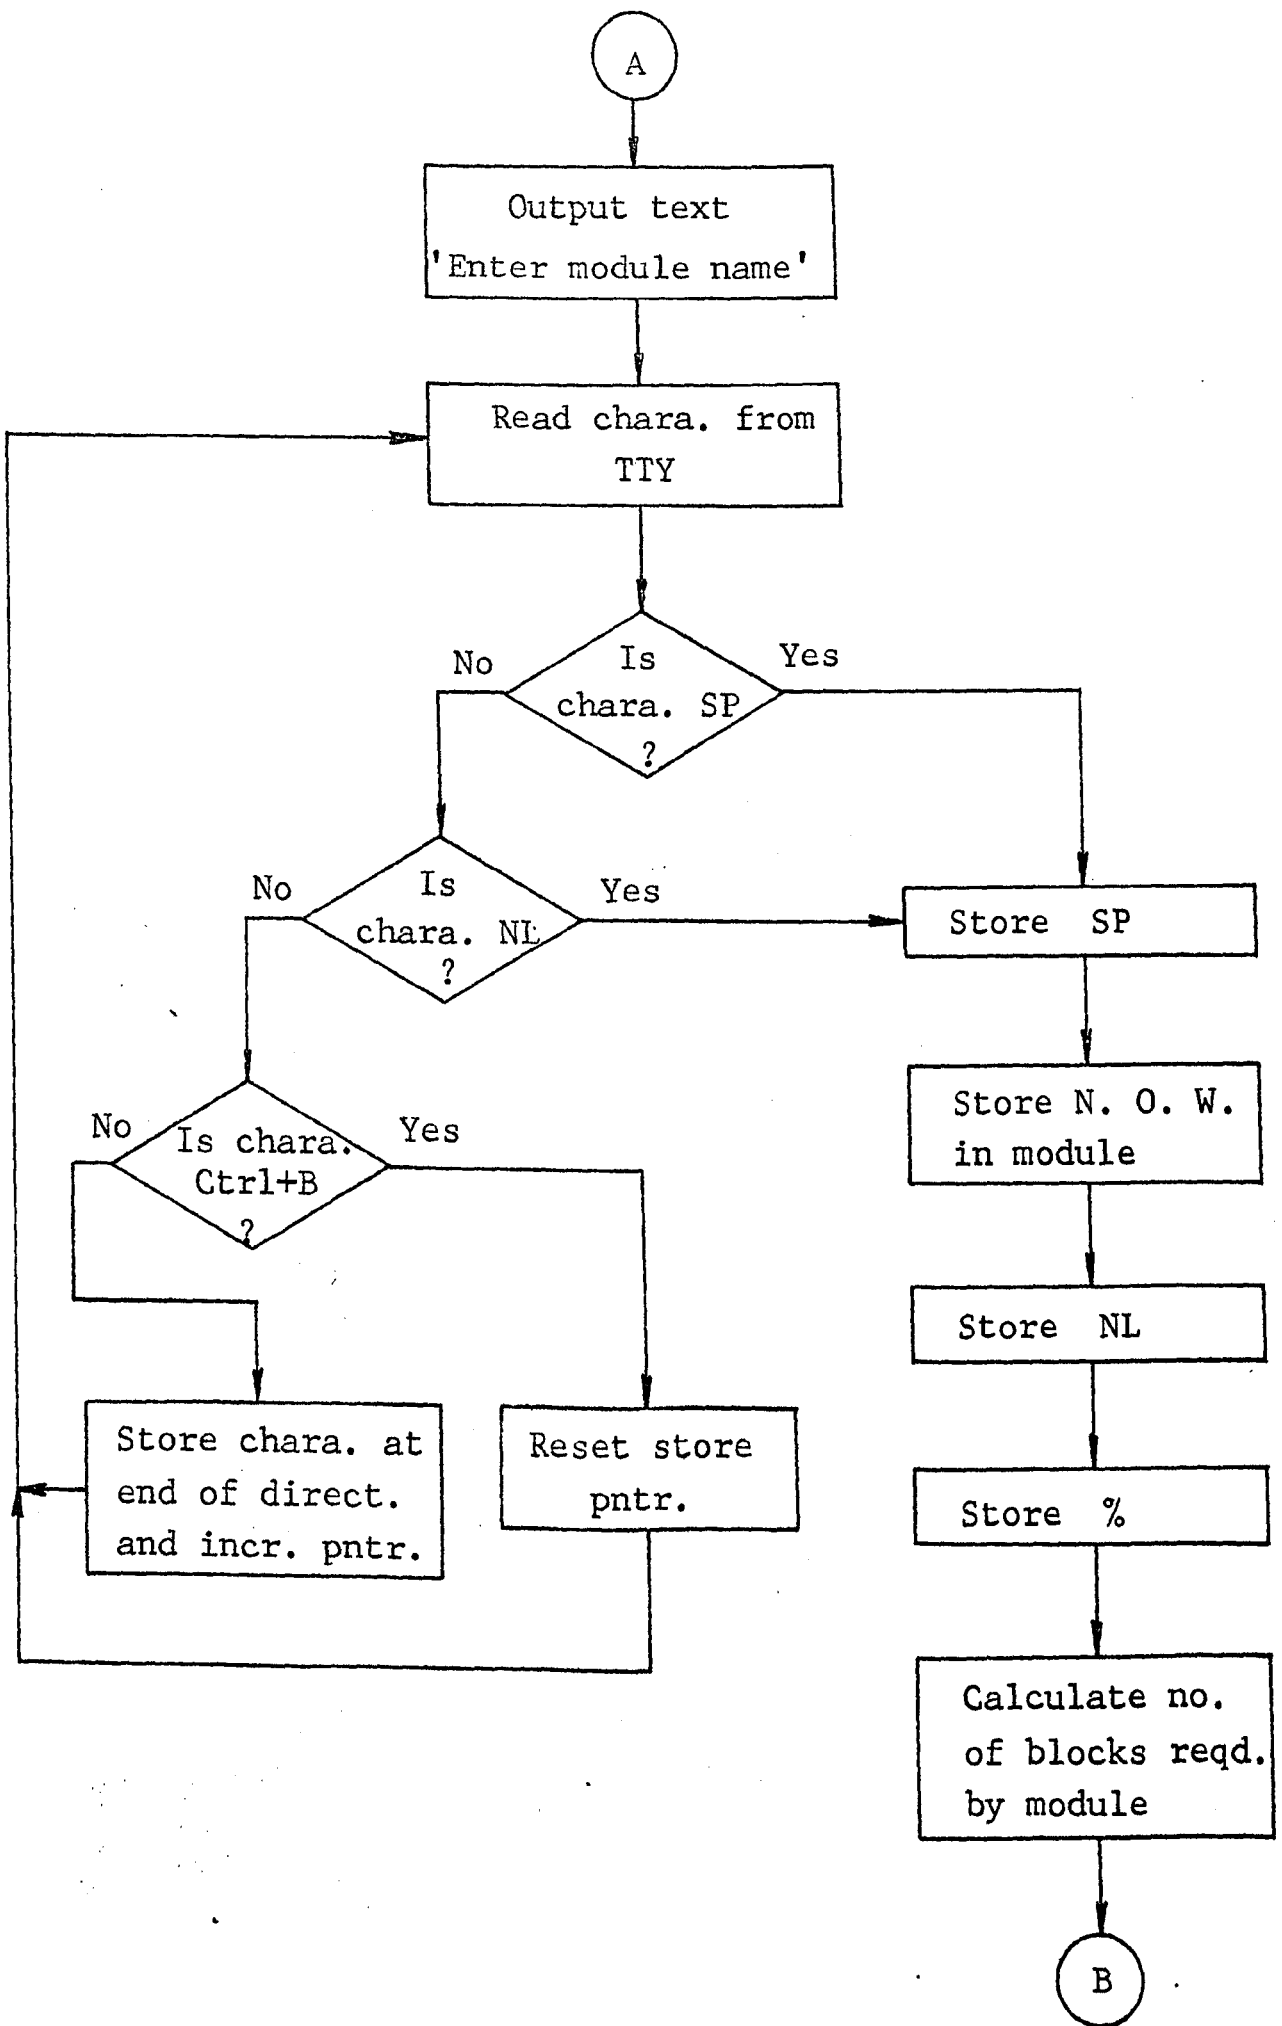 A
Output text
'Enter module name'
Read chara. from
TTY
No
Is
chara. SP
?
Yes
No
Is
chara. NL
?
Yes
Store SP
Store N. O. W.
in module
No
Is chara.
Ctrl+B
?
Yes
Store NL
Store chara. at
end of direct.
and incr. pntr.
Reset store
pntr.
Store %
Calculate no.
of blocks reqd.
by module
B